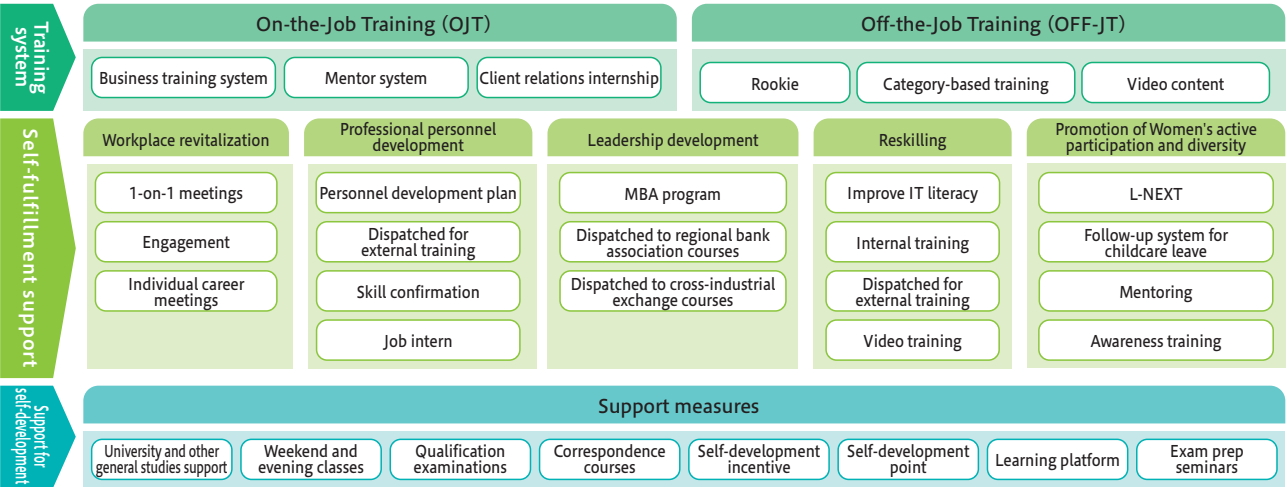 Training
system
On-the-Job Training (OJT)
Business training system
Mentor system
Client relations internship
Off-the-Job Training (OFF-JT)
Rookie
Category-based training
Video content
Self-fulfillment support
Workplace revitalization
1-on-1 meetings
Engagement
Individual career
meetings
Professional personnel
development
Personnel development plan
Dispatched for
external training
Skill confirmation
Job intern
Leadership development
MBA program
Dispatched to regional bank
association courses
Dispatched to cross-industrial
exchange courses
Reskilling
Improve IT literacy
Internal training
Dispatched for
external training
Video training
Promotion of Women's active
participation and diversity
L-NEXT
Follow-up system for
childcare leave
Mentoring
Awareness training
Support for
self-development
Support measures
University and other
general studies support
Weekend and
evening classes
Qualification
examinations
Correspondence
courses
Self-development
incentive
Self-development
point
Learning platform
Exam prep
seminars